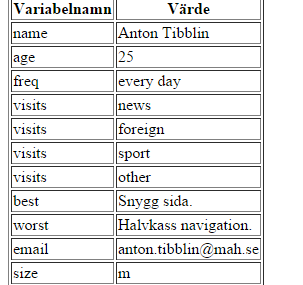 Variabelnamn Värde
name Anton Tibblin
age 25
freq every day
visits news
visits foreign
visits sport
visits other
best Snygg sida.
worst Halvkass navigation.
email anton.tibblin@mah.se
size m